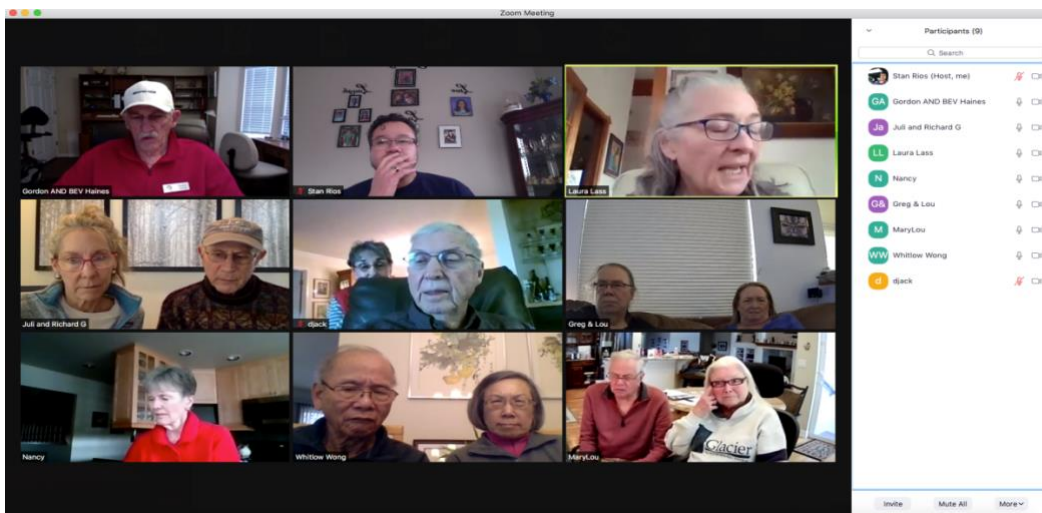 Zoom Meeting
Gordon AND BEV Haines
Stan Rios
Laura Lass
Juli and Richard G
djack
Greg & Lou
Nancy
Whitlow Wong
MaryLou
Glacier
Participants (9)
Search
Stan Rios (Host, me)
GA Gordon AND BEV Haines
Ja Juli and Richard G
LL Laura Lass
N Nancy
G& Greg & Lou
M MaryLou
WW Whitlow Wong
d djack
Invite Mute All More